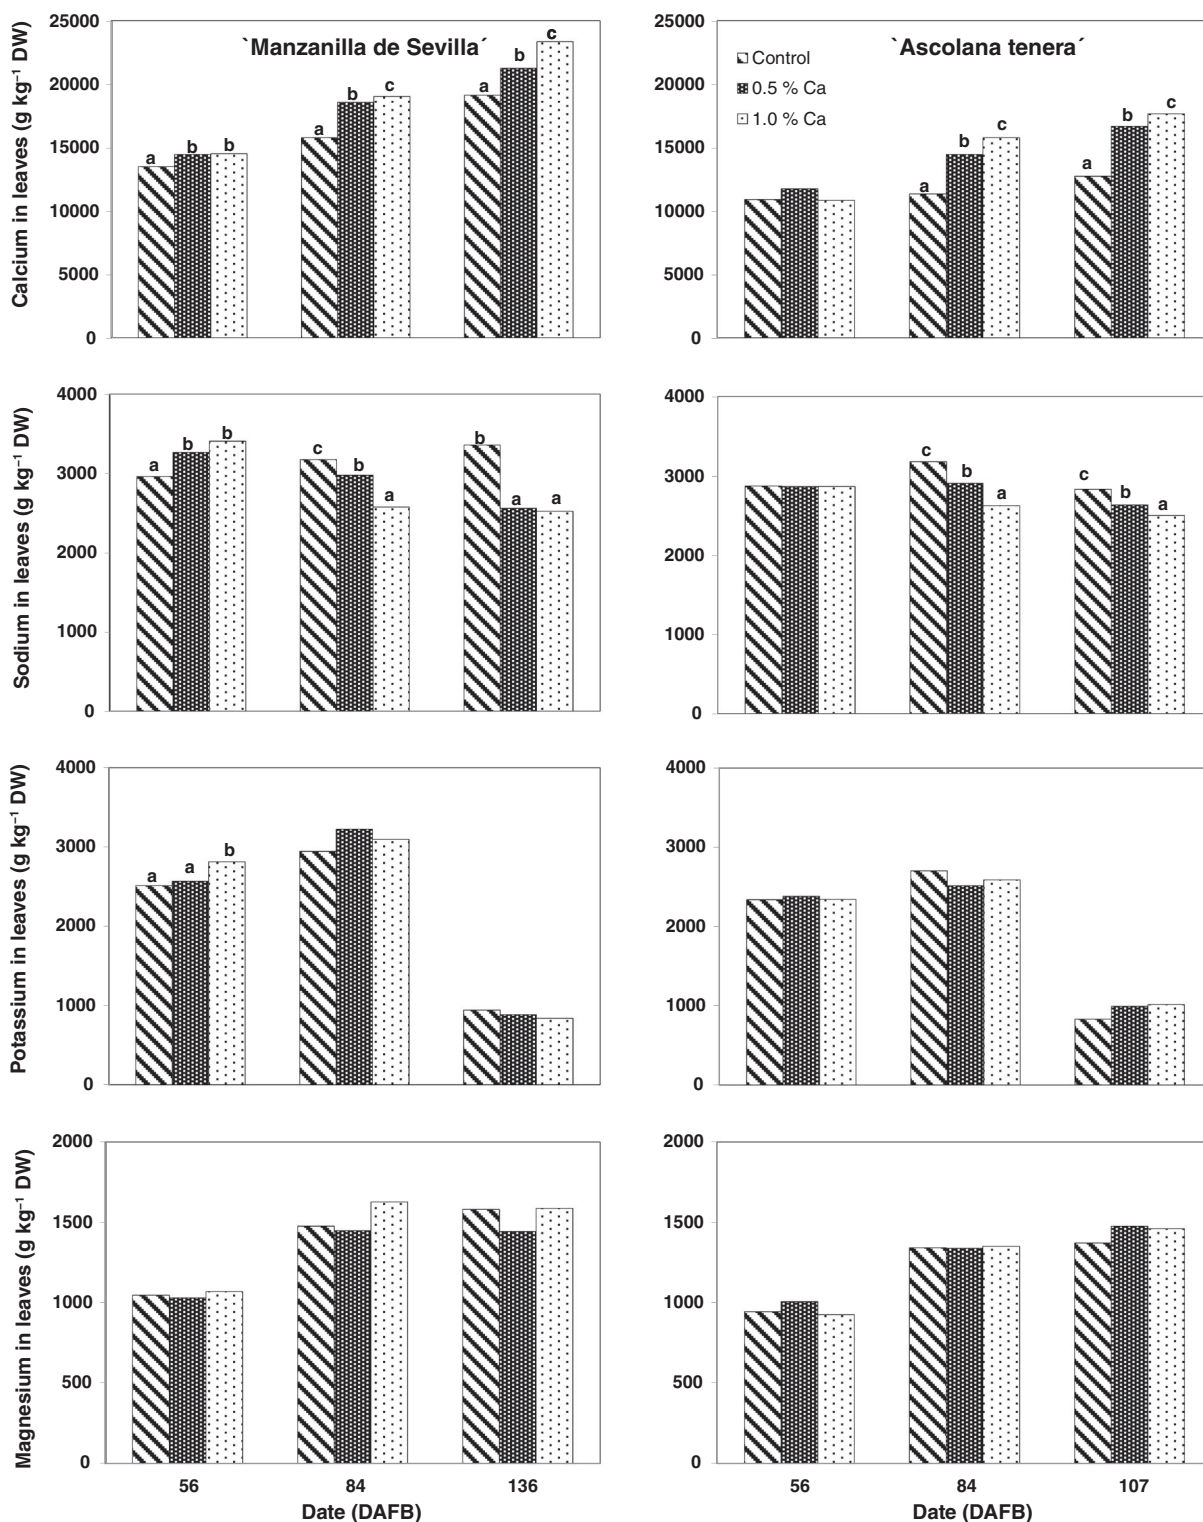 `Manzanilla de Sevilla´
Calcium in leaves (g kg⁻¹ DW)
25000
20000
15000
10000
5000
0
a
b
b
a
b
c
a
b
c
`Ascolana tenera´
Control
0.5 % Ca
1.0 % Ca
25000
20000
15000
10000
5000
0
a
b
c
a
b
c
Sodium in leaves (g kg⁻¹ DW)
4000
3000
2000
1000
0
a
b
b
c
b
a
b
a
a
4000
3000
2000
1000
0
c
b
a
c
b
a
Potassium in leaves (g kg⁻¹ DW)
4000
3000
2000
1000
0
a
a
b
4000
3000
2000
1000
0
Magnesium in leaves (g kg⁻¹ DW)
2000
1500
1000
500
0
56 84 136
Date (DAFB)
2000
1500
1000
500
0
56 84 107
Date (DAFB)